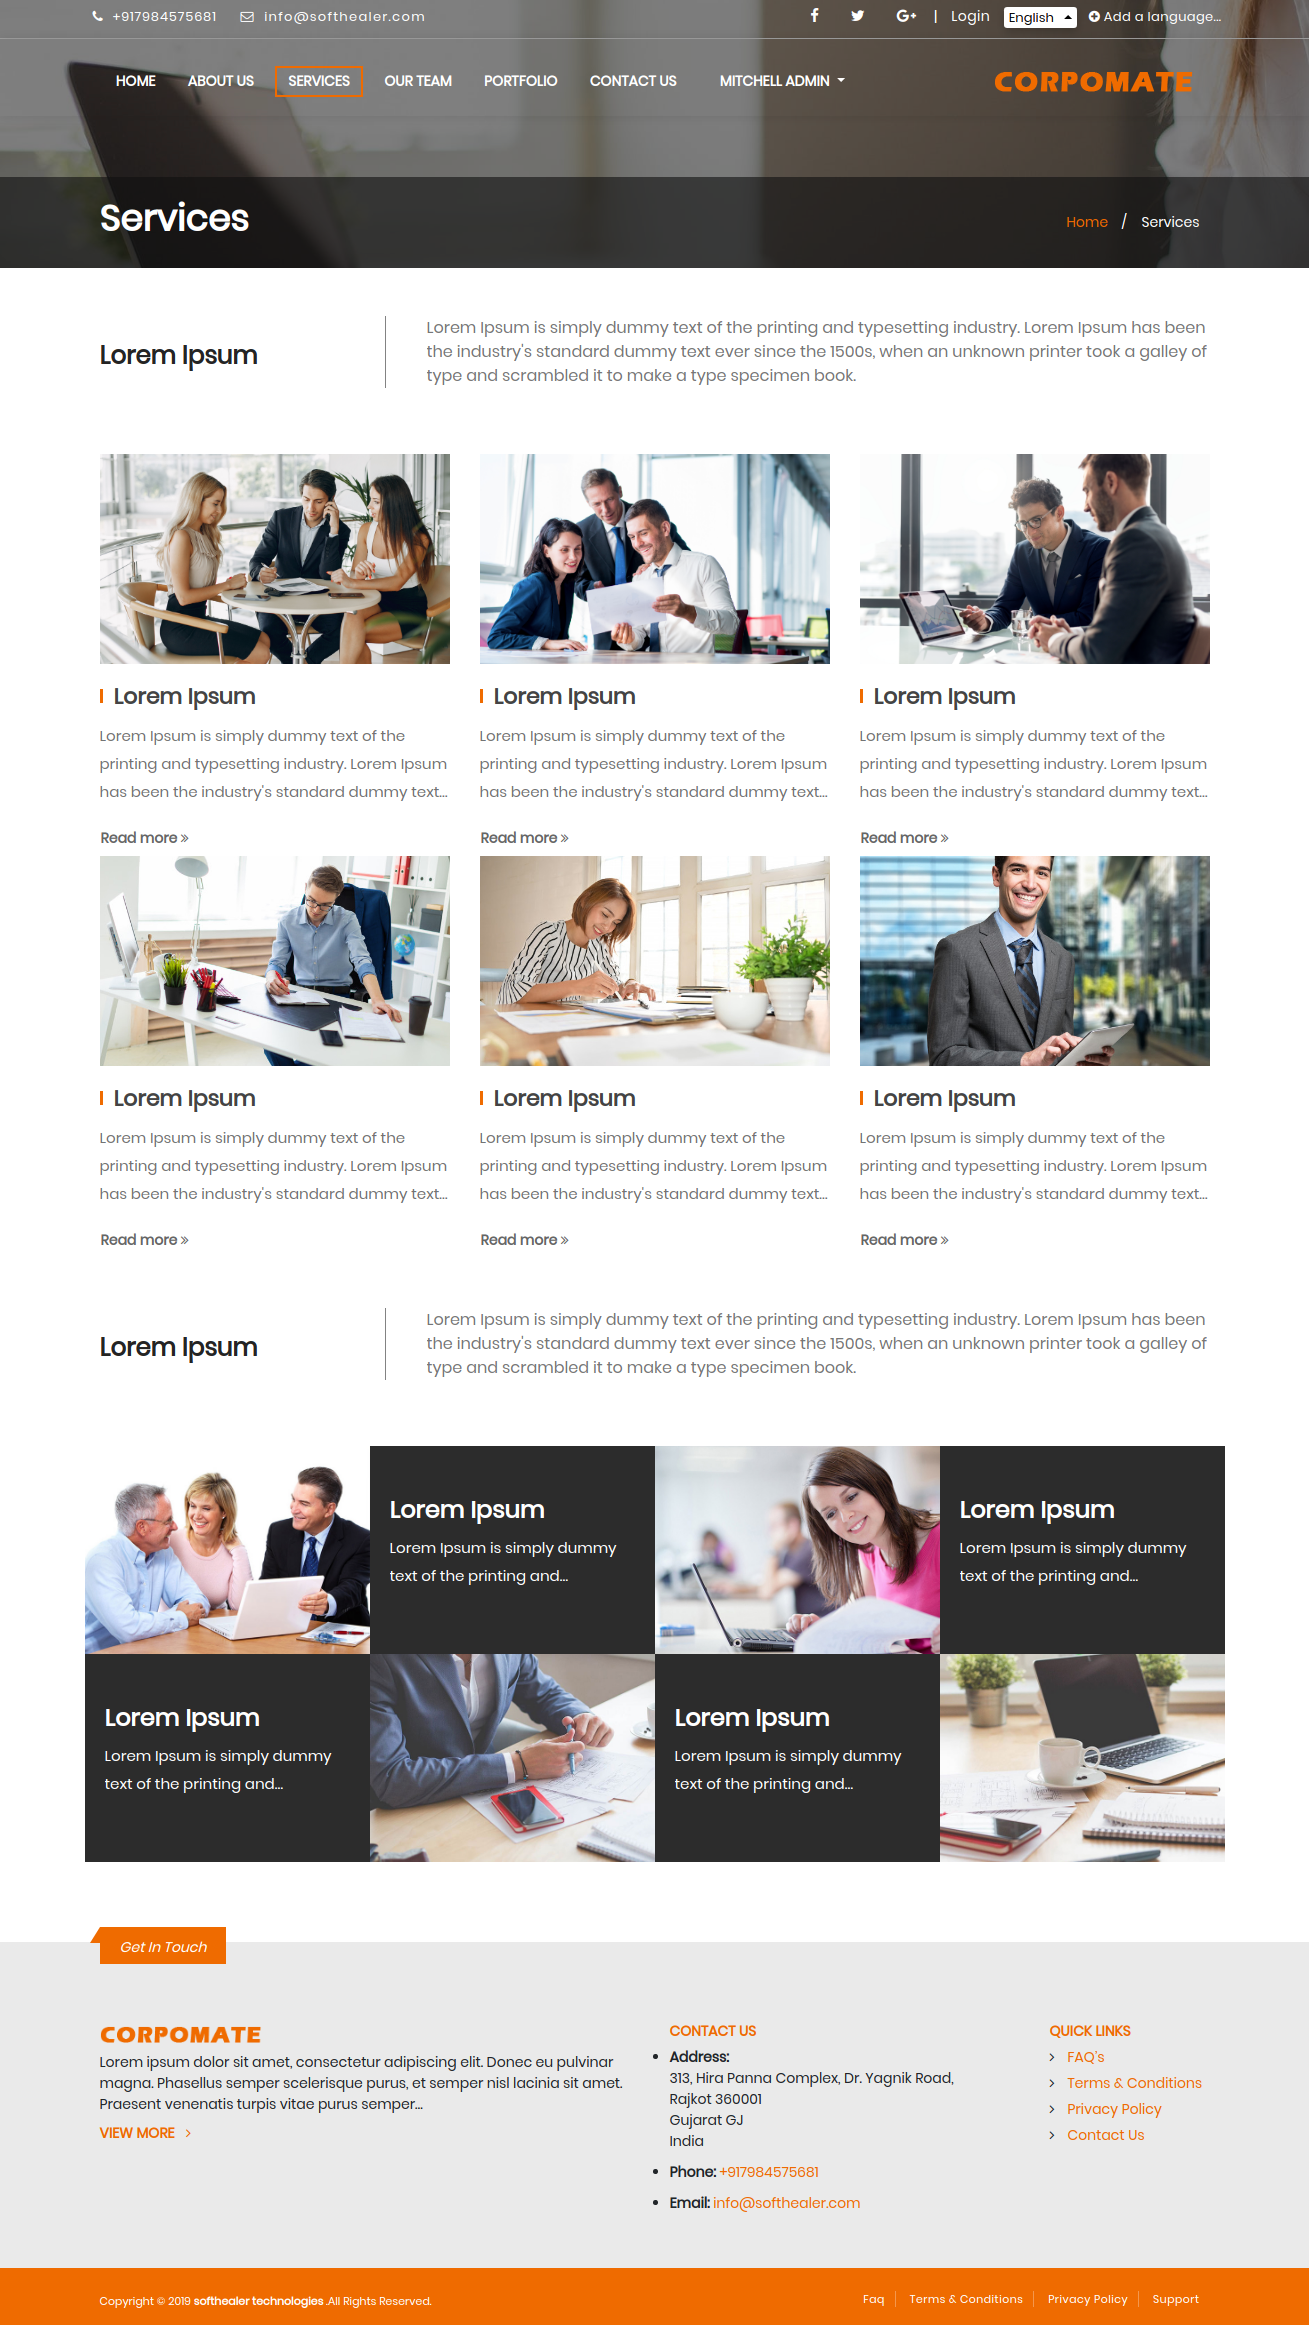 +917984575681 info@softhealer.com | Login English Add a language...
HOME ABOUT US SERVICES OUR TEAM PORTFOLIO CONTACT US MITCHELL ADMIN CORPOMATE
Services
Home / Services
Lorem Ipsum
Lorem Ipsum is simply dummy text of the printing and typesetting industry. Lorem Ipsum has been
the industry's standard dummy text ever since the 1500s, when an unknown printer took a galley of
type and scrambled it to make a type specimen book.
Lorem Ipsum
Lorem Ipsum is simply dummy text of the
printing and typesetting industry. Lorem Ipsum
has been the industry's standard dummy text...
Read more »
Lorem Ipsum
Lorem Ipsum is simply dummy text of the
printing and typesetting industry. Lorem Ipsum
has been the industry's standard dummy text...
Read more »
Lorem Ipsum
Lorem Ipsum is simply dummy text of the
printing and typesetting industry. Lorem Ipsum
has been the industry's standard dummy text...
Read more »
Lorem Ipsum
Lorem Ipsum is simply dummy text of the
printing and typesetting industry. Lorem Ipsum
has been the industry's standard dummy text...
Read more »
Lorem Ipsum
Lorem Ipsum is simply dummy text of the
printing and typesetting industry. Lorem Ipsum
has been the industry's standard dummy text...
Read more »
Lorem Ipsum
Lorem Ipsum is simply dummy text of the
printing and typesetting industry. Lorem Ipsum
has been the industry's standard dummy text...
Read more »
Lorem Ipsum
Lorem Ipsum is simply dummy text of the printing and typesetting industry. Lorem Ipsum has been
the industry's standard dummy text ever since the 1500s, when an unknown printer took a galley of
type and scrambled it to make a type specimen book.
Lorem Ipsum
Lorem Ipsum is simply dummy
text of the printing and...
Lorem Ipsum
Lorem Ipsum is simply dummy
text of the printing and...
Lorem Ipsum
Lorem Ipsum is simply dummy
text of the printing and...
Lorem Ipsum
Lorem Ipsum is simply dummy
text of the printing and...
Get In Touch
CORPOMATE
Lorem ipsum dolor sit amet, consectetur adipiscing elit. Donec eu pulvinar
magna. Phasellus semper scelerisque purus, et semper nisl lacinia sit amet.
Praesent venenatis turpis vitae purus semper...
VIEW MORE >
CONTACT US
Address:
313, Hira Panna Complex, Dr. Yagnik Road,
Rajkot 360001
Gujarat GJ
India
Phone: +917984575681
Email: info@softhealer.com
QUICK LINKS
> FAQ's
> Terms & Conditions
> Privacy Policy
> Contact Us
Copyright © 2019 softhealer technologies .All Rights Reserved.
Faq | Terms & Conditions | Privacy Policy | Support